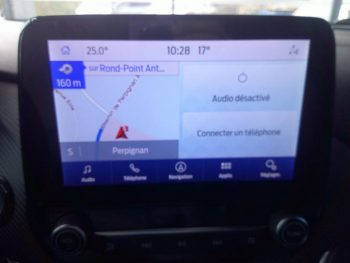 25.0° 10:28 17°
sur Rond-Point Ant...
160 m
Audio désactivé
Connecter un téléphone
S Perpignan
Audio Téléphone Navigation Applis Réglages